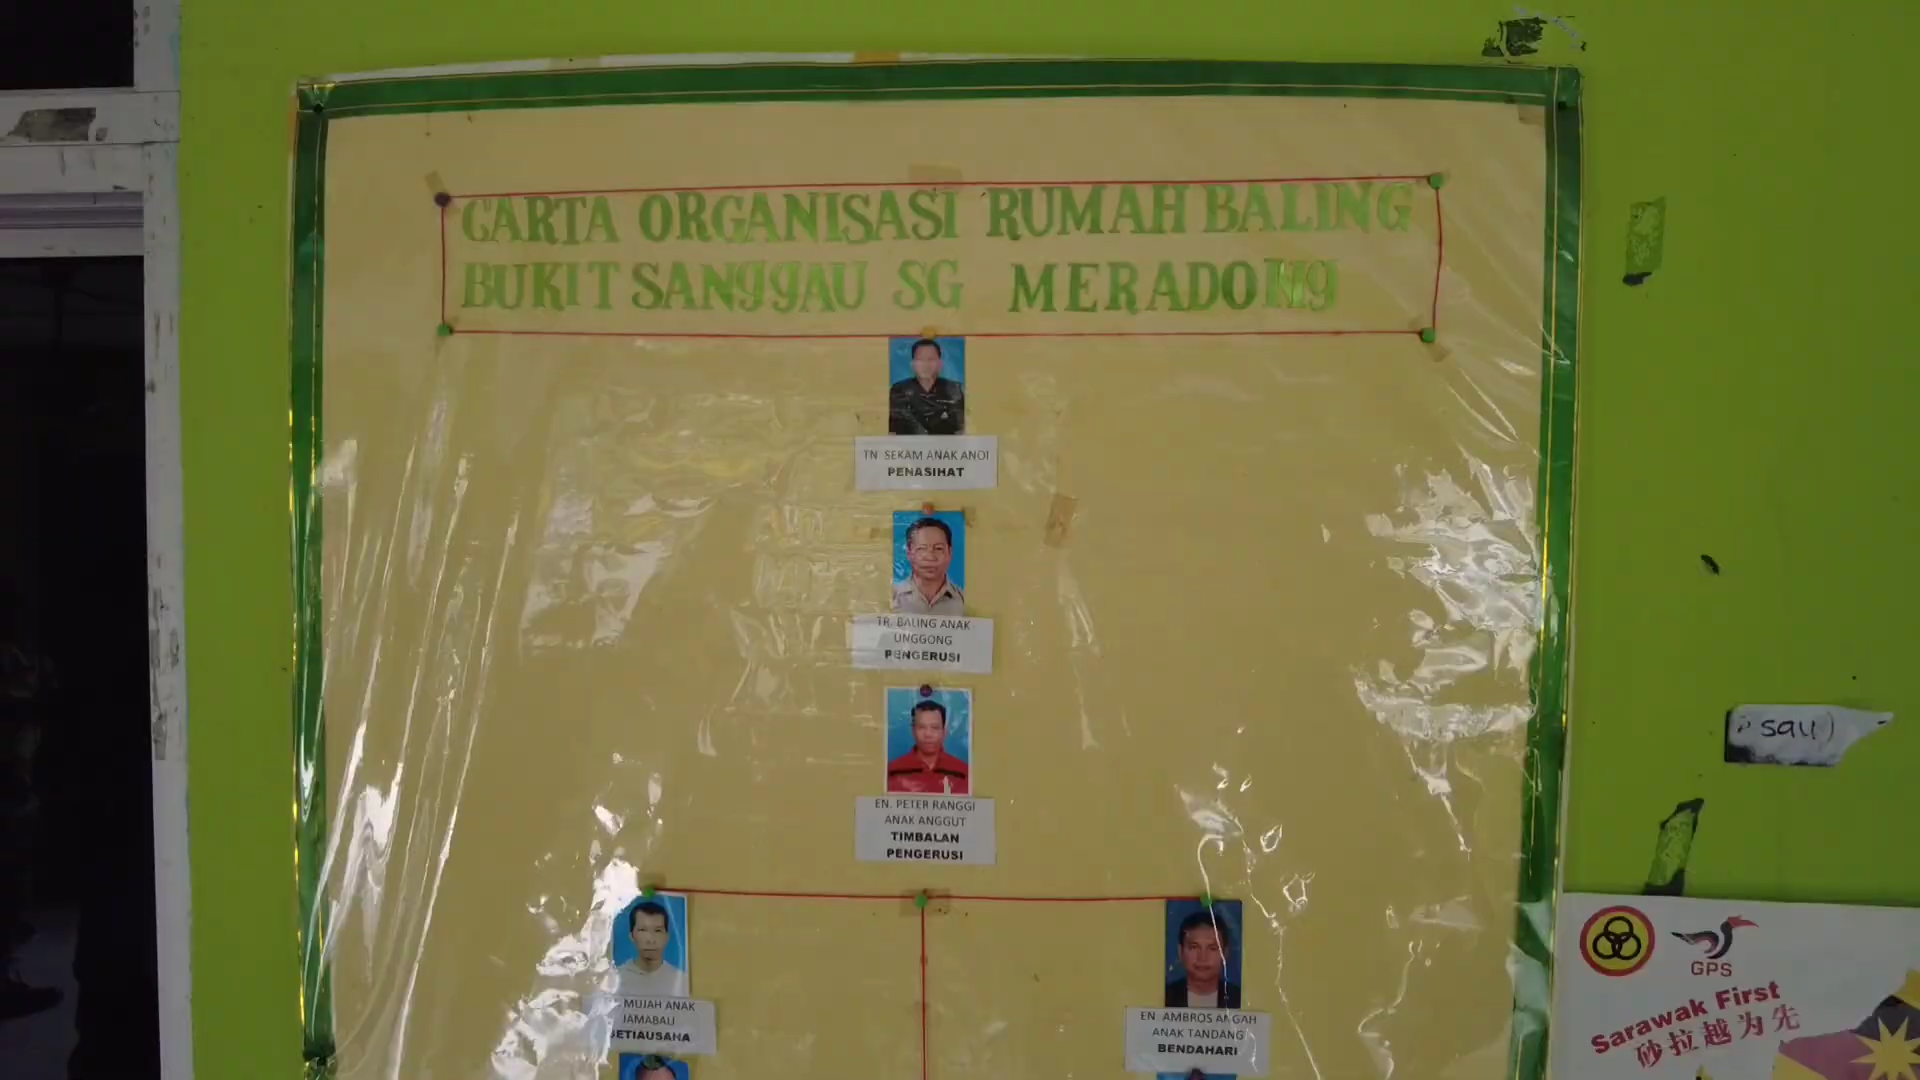 CARTA ORGANISASI RUMAH BALING
BUKIT SANGGAU SG MERADONG
TN. SEKAM ANAK ANOI
PENASIHAT
TR. BALING ANAK
UNGGONG
PENGERUSI
EN. PETER RANGGI
ANAK ANGGUT
TIMBALAN
PENGERUSI
MUJAH ANAK
JAMABAU
SETIAUSAHA
EN. AMBROS ANGAH
ANAK TANDANG
BENDAHARI
sau)
GPS
Sarawak First
砂拉越为先